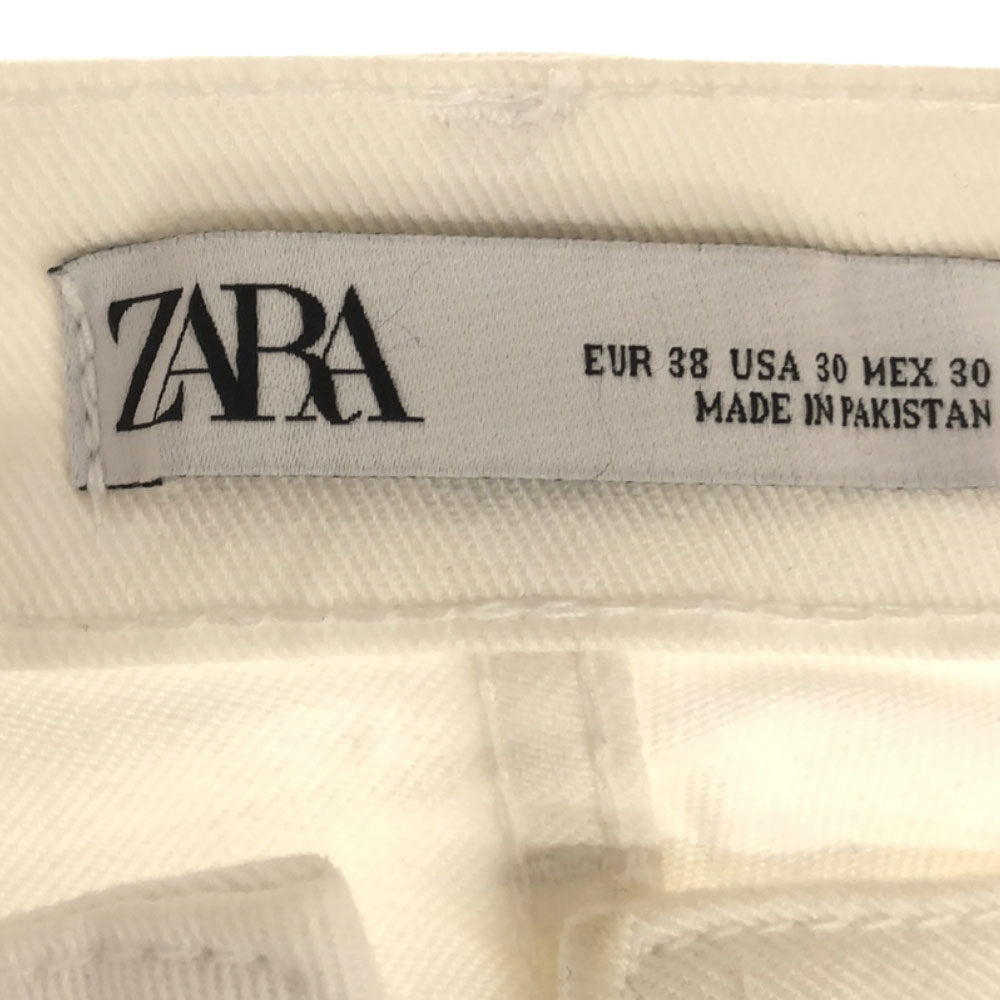 ZARA
EUR 38 USA 30 MEX 30
MADE IN PAKISTAN